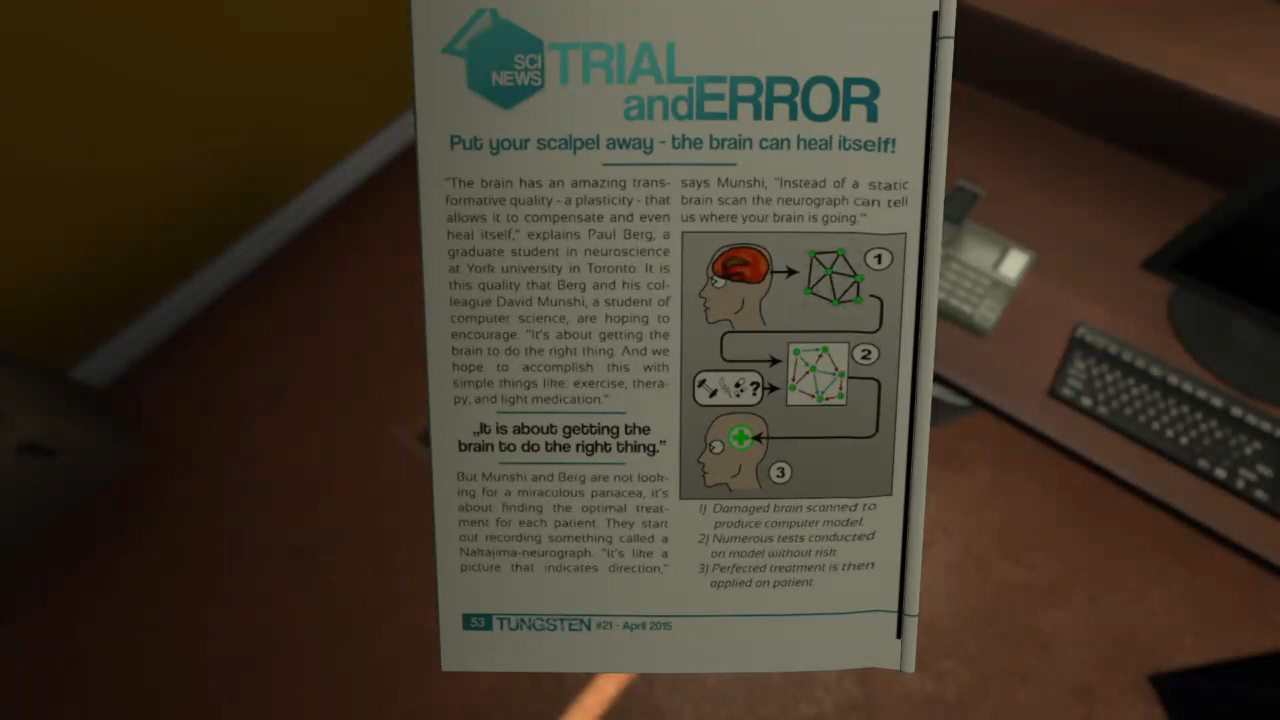 SCI
NEWS
TRIAL
andERROR
Put your scalpel away - the brain can heal itself!
"The brain has an amazing trans-
formative quality - a plasticity - that
allows it to compensate and even
heal itself," explains Paul Berg, a
graduate student in neuroscience
at York university in Toronto. It is
this quality that Berg and his col-
league David Munshi, a student of
computer science, are hoping to
encourage. "It's about getting the
brain to do the right thing. And we
hope to accomplish this with
simple things like: exercise, thera-
py, and light medication."
„It is about getting the
brain to do the right thing."
But Munshi and Berg are not look-
ing for a miraculous panacea, it's
about finding the optimal treat-
ment for each patient. They start
out recording something called a
Nakajima-neurograph. "It's like a
picture that indicates direction,"
says Munshi, "Instead of a static
brain scan the neurograph can tell
us where your brain is going."
1
2
?
3
1) Damaged brain scanned to
produce computer model.
2) Numerous tests conducted
on model without risk.
3) Perfected treatment is then
applied on patient.
53 TUNGSTEN #21 - April 2015